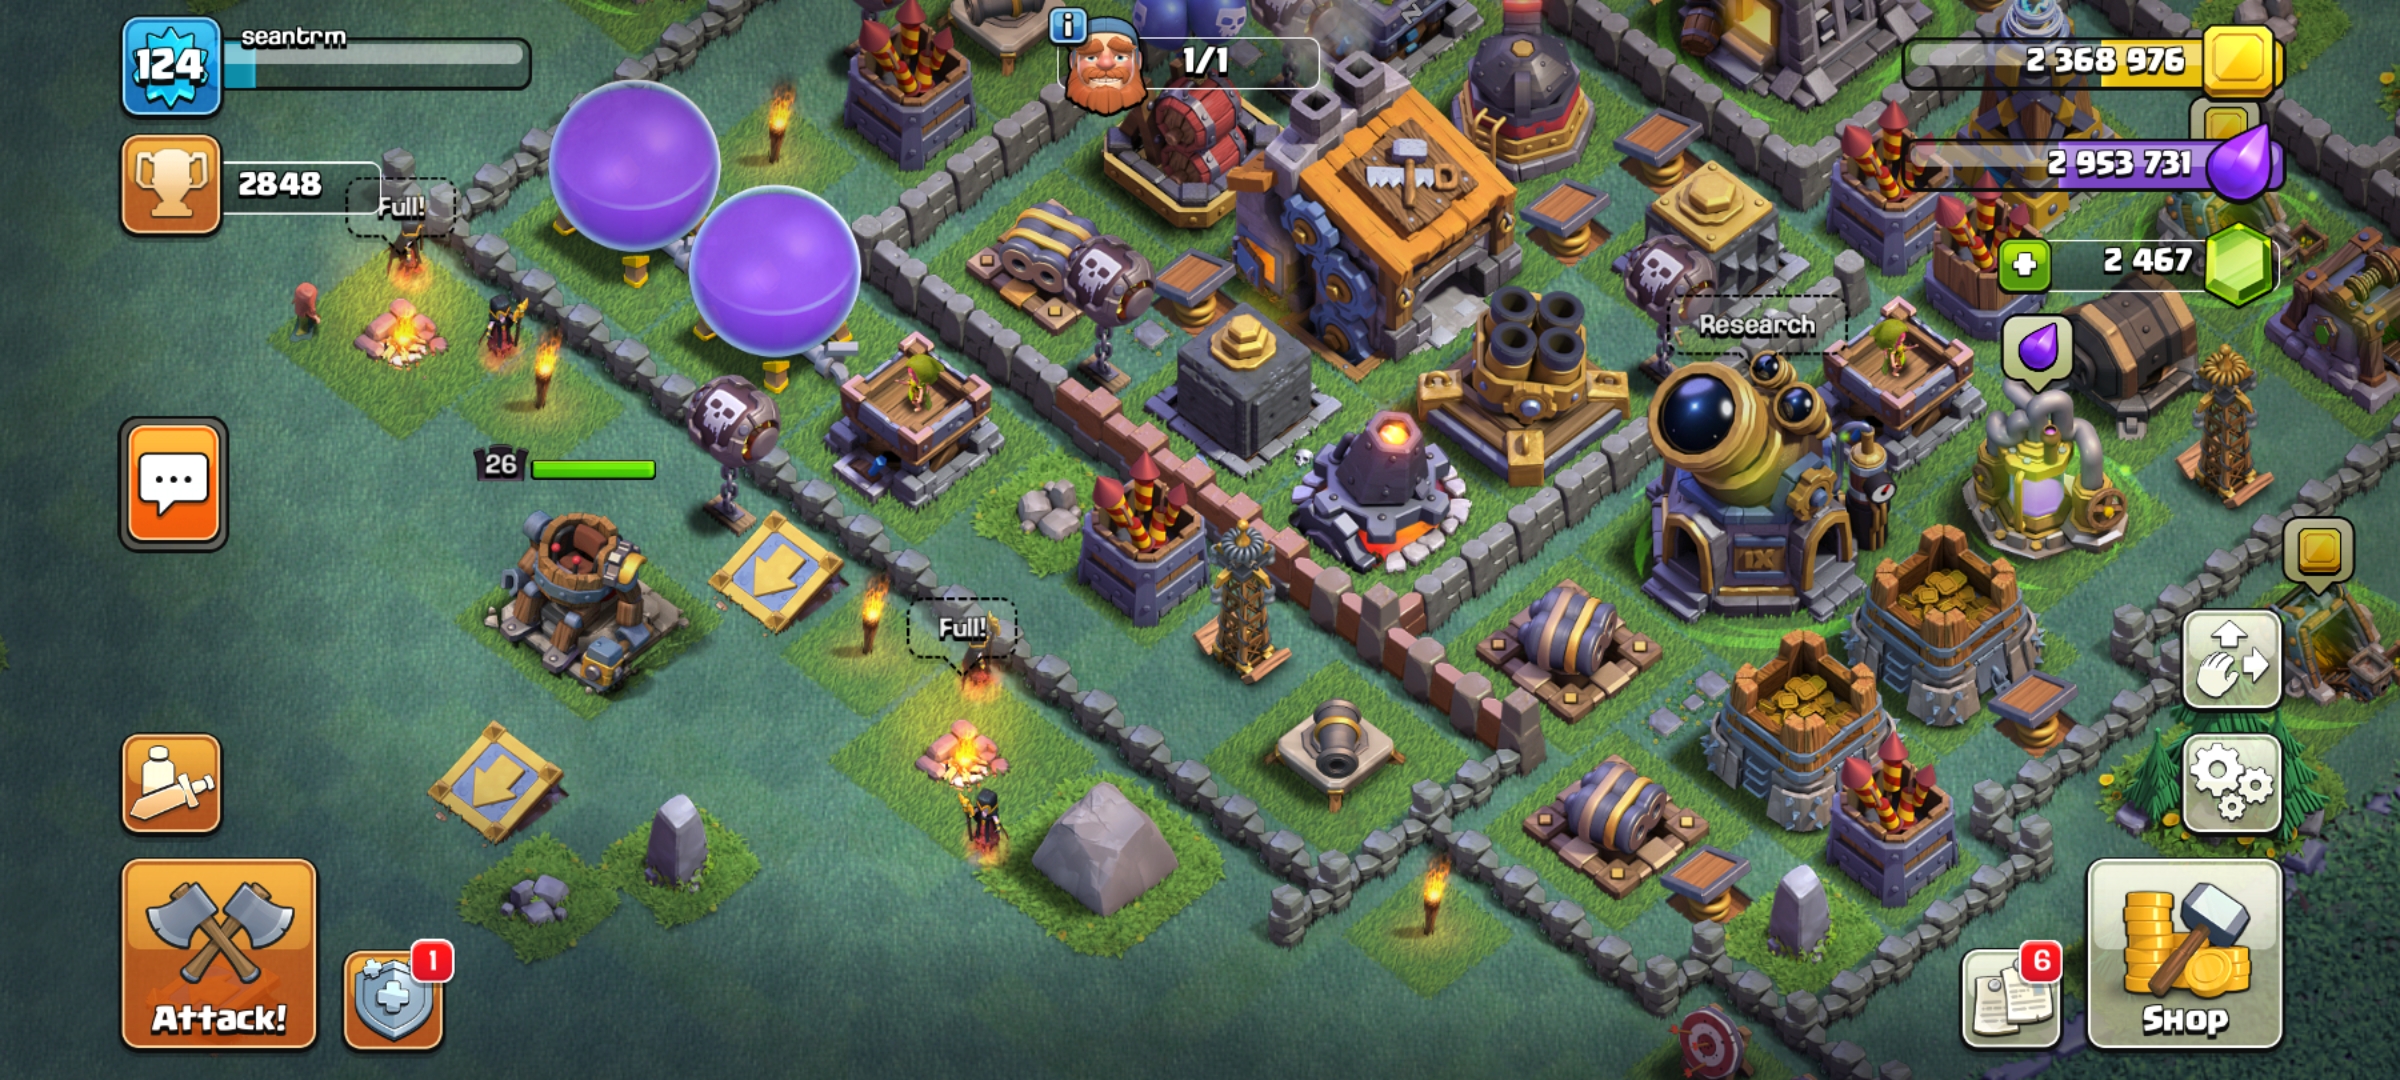 124
seantrm
1/1
2 368 976
2848
Full!
2 953 731
2 467
Research
26
IX
Full!
1
Attack!
6
Shop